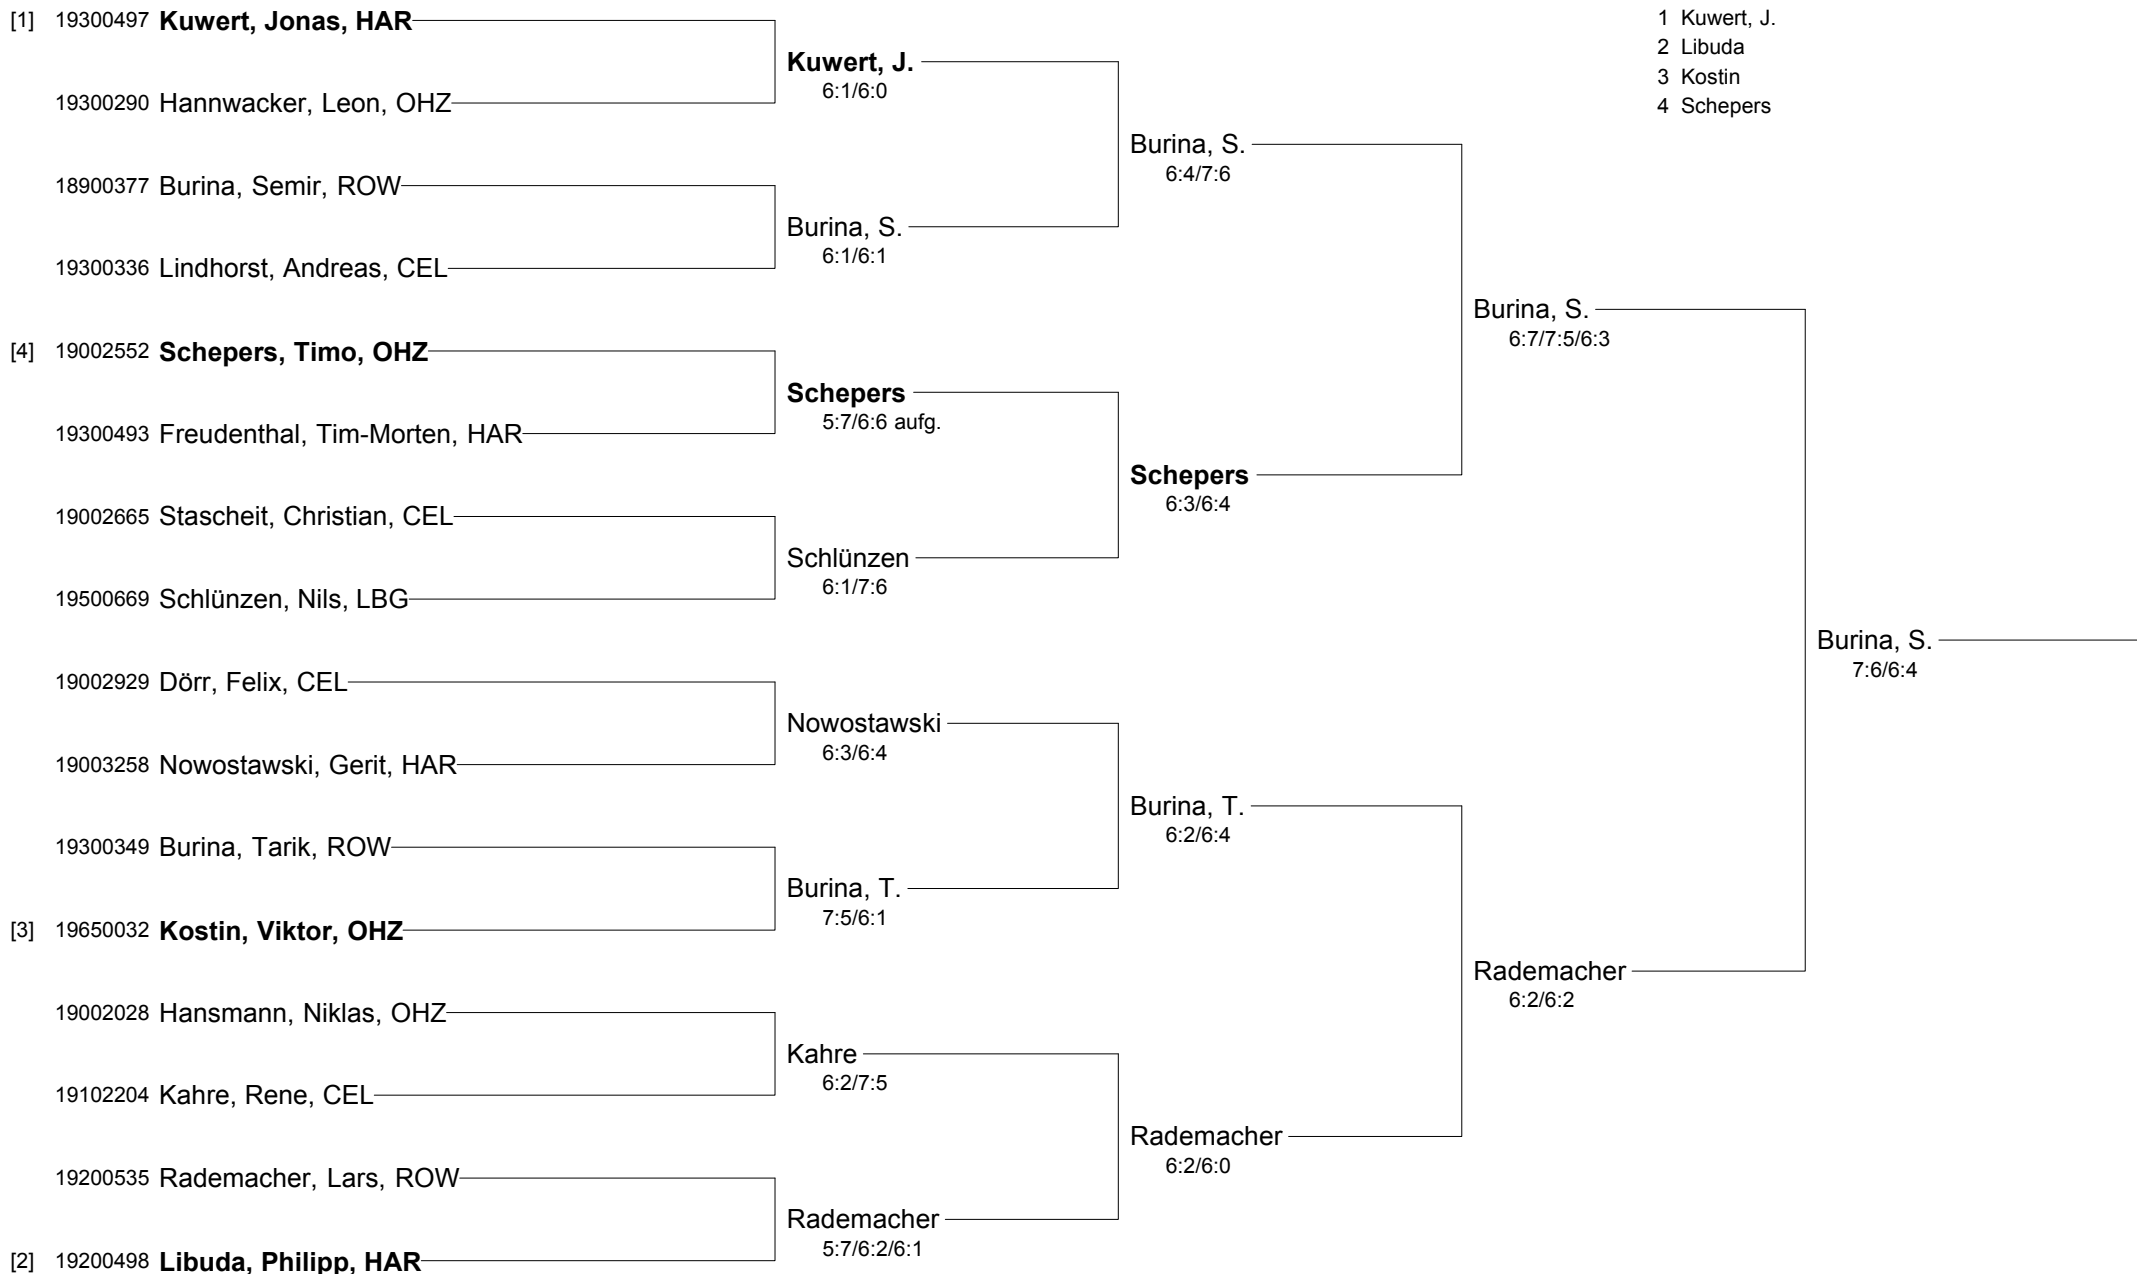 [1] 19300497 Kuwert, Jonas, HAR
19300290 Hannwacker, Leon, OHZ
18900377 Burina, Semir, ROW
19300336 Lindhorst, Andreas, CEL
[4] 19002552 Schepers, Timo, OHZ
19300493 Freudenthal, Tim-Morten, HAR
19002665 Stascheit, Christian, CEL
19500669 Schlünzen, Nils, LBG
19002929 Dörr, Felix, CEL
19003258 Nowostawski, Gerit, HAR
19300349 Burina, Tarik, ROW
[3] 19650032 Kostin, Viktor, OHZ
19002028 Hansmann, Niklas, OHZ
19102204 Kahre, Rene, CEL
19200535 Rademacher, Lars, ROW
[2] 19200498 Libuda, Philipp, HAR
Kuwert, J.
6:1/6:0
Burina, S.
6:1/6:1
Schepers
5:7/6:6 aufg.
Schlünzen
6:1/7:6
Nowostawski
6:3/6:4
Burina, T.
7:5/6:1
Kahre
6:2/7:5
Rademacher
5:7/6:2/6:1
Burina, S.
6:4/7:6
Schepers
6:3/6:4
Burina, T.
6:2/6:4
Rademacher
6:2/6:0
Burina, S.
6:7/7:5/6:3
Rademacher
6:2/6:2
Burina, S.
7:6/6:4
1 Kuwert, J.
2 Libuda
3 Kostin
4 Schepers